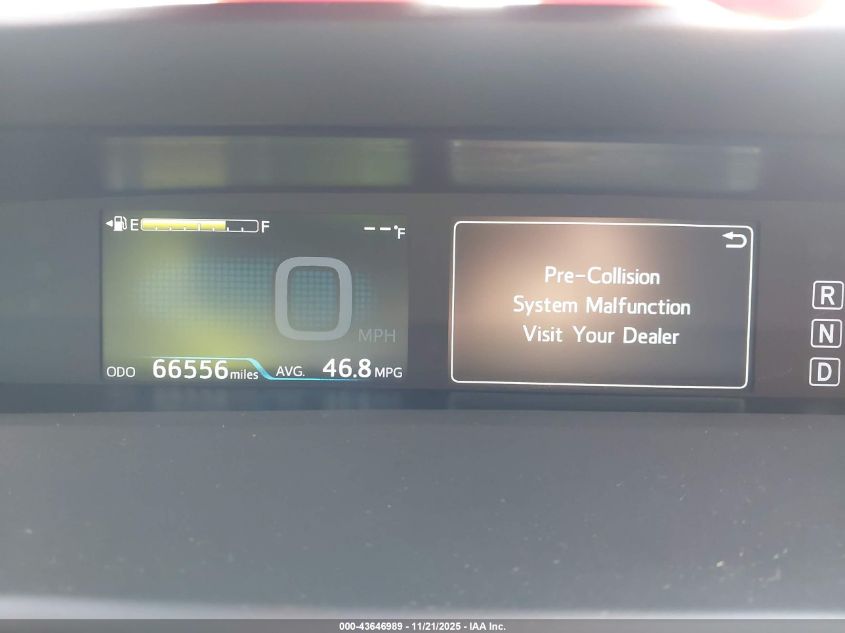 E F
--°F
0
MPH
ODO 66556 miles AVG. 46.8 MPG
Pre-Collision
System Malfunction
Visit Your Dealer
R
N
D
000-43646989 - 11/21/2025 - IAA Inc.